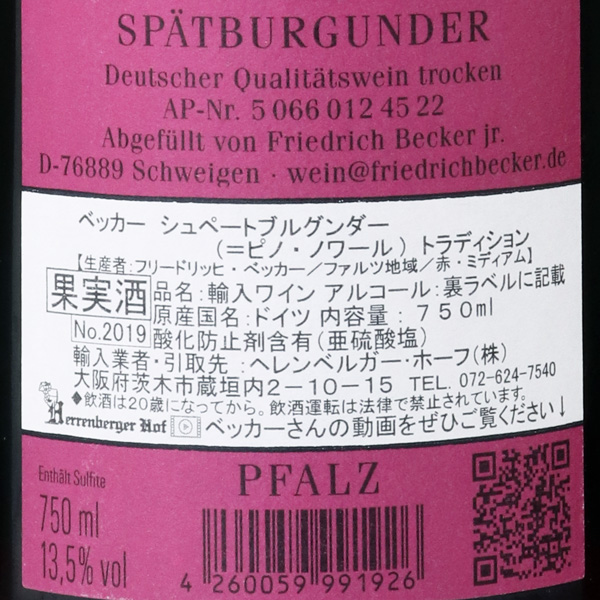 SPÄTBURGUNDER
Deutscher Qualitätswein trocken
AP-Nr. 5 066 012 45 22
Abgefüllt von Friedrich Becker jr.
D-76889 Schweigen · wein@friedrichbecker.de
ベッカー シュペートブルグンダー
(=ピノ・ノワール) トラディション
【生産者:フリードリッヒ・ベッカー/ファルツ地域/赤・ミディアム】
果実酒 品名:輸入ワイン アルコール:裏ラベルに記載
原産国名:ドイツ 内容量:750ml
No.2019 酸化防止剤含有(亜硫酸塩)
輸入業者・引取先:ヘレンベルガー・ホーフ(株)
大阪府茨木市蔵垣内2-10-15 TEL. 072-624-7540
◆飲酒は20歳になってから。飲酒運転は法律で禁止されています。
Herrenberger Hof ベッカーさんの動画をぜひご覧ください↓
Enthält Sulfite
PFALZ
750 ml
13,5% vol
4 260059 991926